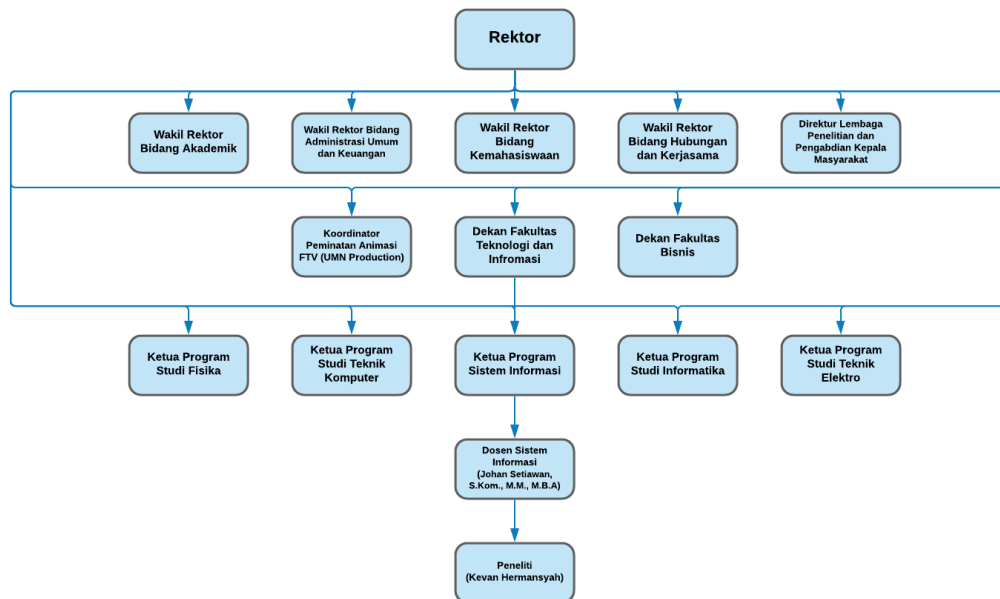 Rektor
Wakil Rektor
Bidang Akademik
Wakil Rektor Bidang
Administrasi Umum
dan Keuangan
Wakil Rektor
Bidang
Kemahasiswaan
Wakil Rektor
Bidang Hubungan
dan Kerjasama
Direktur Lembaga
Penelitian dan
Pengabdian Kepala
Masyarakat
Koordinator
Peminatan Animasi
FTV (UMN Production)
Dekan Fakultas
Teknologi dan
Infromasi
Dekan Fakultas
Bisnis
Ketua Program
Studi Fisika
Ketua Program
Studi Teknik
Komputer
Ketua Program
Sistem Informasi
Ketua Program
Studi Informatika
Ketua Program
Studi Teknik
Elektro
Dosen Sistem
Informasi
(Johan Setiawan,
S.Kom., M.M., M.B.A)
Peneliti
(Kevan Hermansyah)